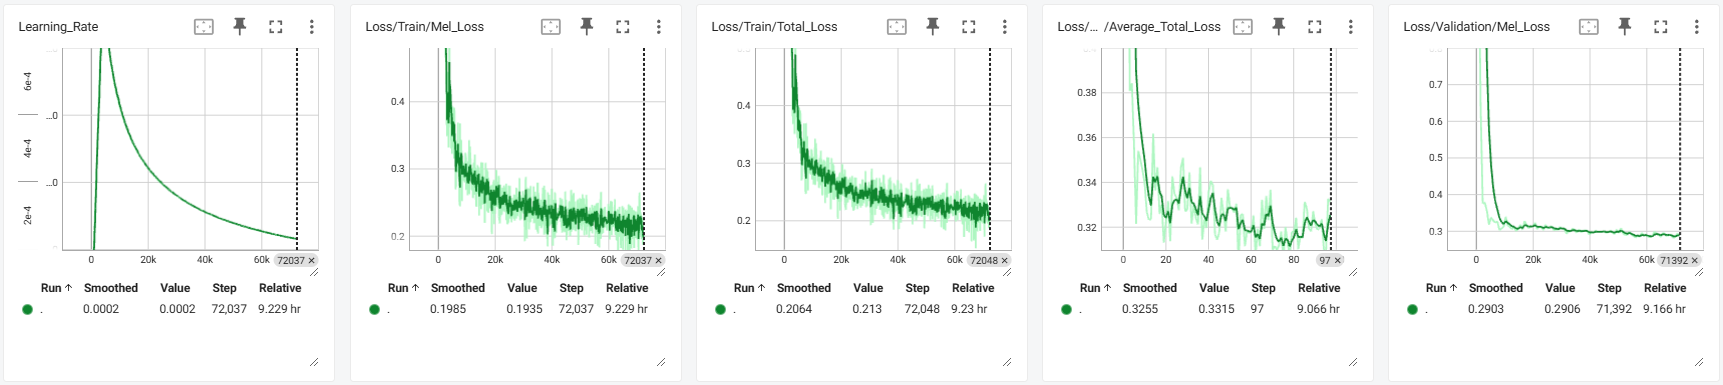 Learning_Rate
6e-4
4e-4
2e-4
...0
...0
0 20k 40k 60k 72037 ×
Run ↑ Smoothed Value Step Relative
. 0.0002 0.0002 72,037 9.229 hr
Loss/Train/Mel_Loss
0.4
0.3
0.2
0 20k 40k 60k 72037 ×
Run ↑ Smoothed Value Step Relative
. 0.1985 0.1935 72,037 9.229 hr
Loss/Train/Total_Loss
0.4
0.3
0.2
0 20k 40k 60k 72048 ×
Run ↑ Smoothed Value Step Relative
. 0.2064 0.213 72,048 9.23 hr
Loss/... /Average_Total_Loss
0.38
0.36
0.34
0.32
0 20 40 60 80 97 ×
Run ↑ Smoothed Value Step Relative
. 0.3255 0.3315 97 9.066 hr
Loss/Validation/Mel_Loss
0.7
0.6
0.5
0.4
0.3
0 20k 40k 60k 71392 ×
Run ↑ Smoothed Value Step Relative
. 0.2903 0.2906 71,392 9.166 hr